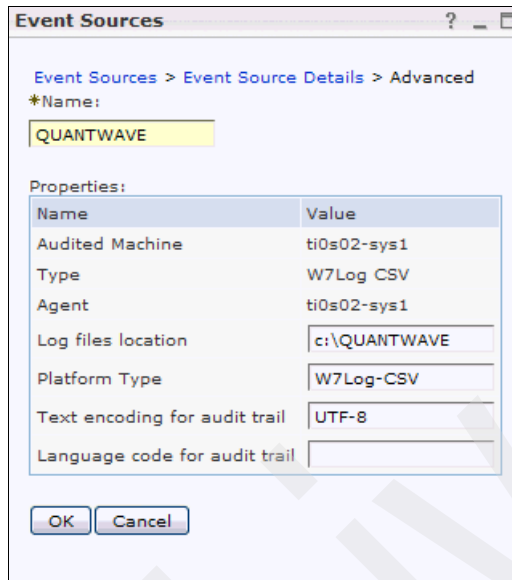 Event Sources ? _
Event Sources > Event Source Details > Advanced
*Name:
QUANTWAVE
Properties:
Name Value
Audited Machine ti0s02-sys1
Type W7Log CSV
Agent ti0s02-sys1
Log files location c:\QUANTWAVE
Platform Type W7Log-CSV
Text encoding for audit trail UTF-8
Language code for audit trail
OK Cancel